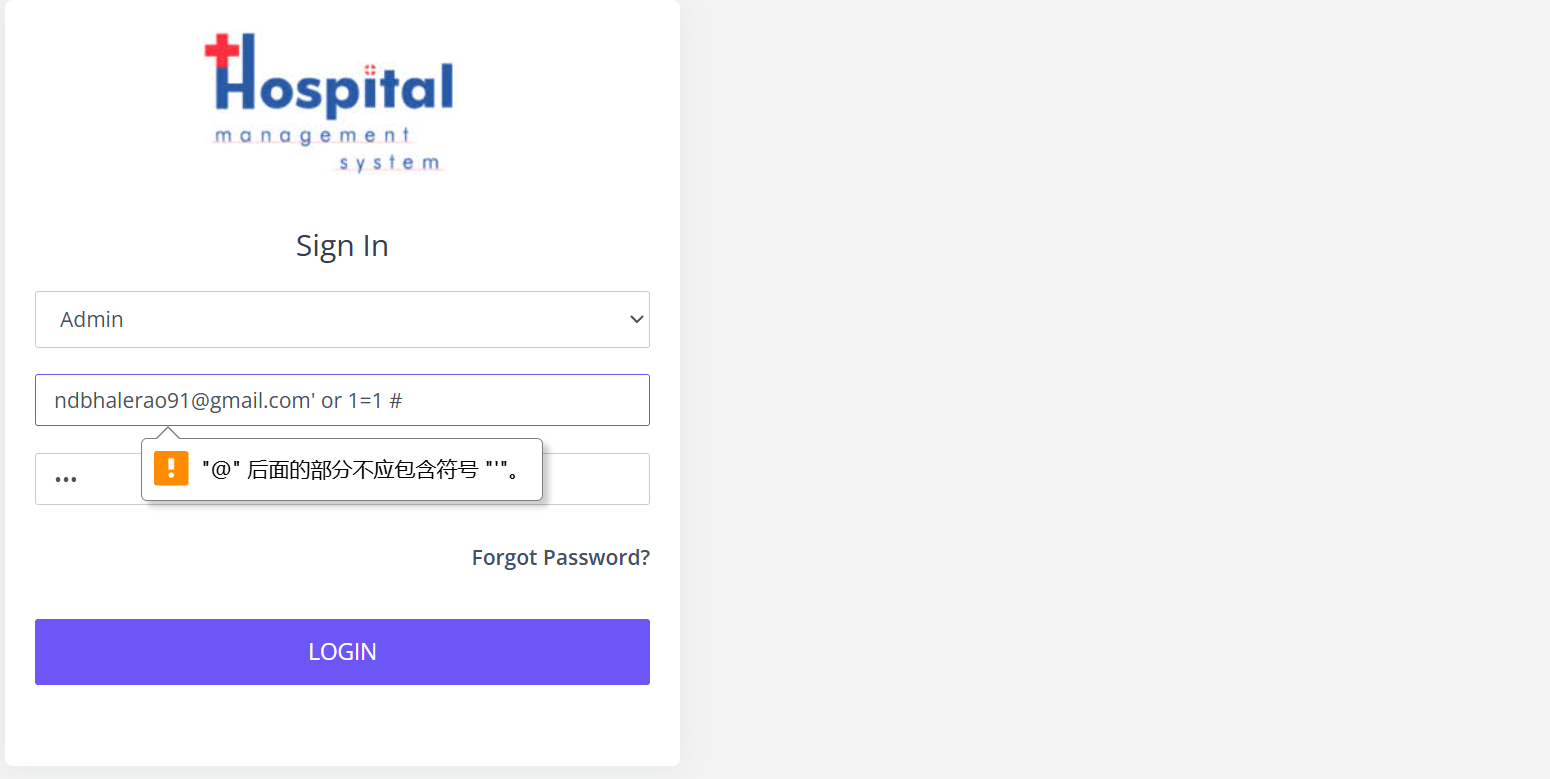 Hospital
management
system
Sign In
Admin
ndbhalerao91@gmail.com' or 1=1 #
"@" 后面的部分不应包含符号 "'"。
•••
Forgot Password?
LOGIN